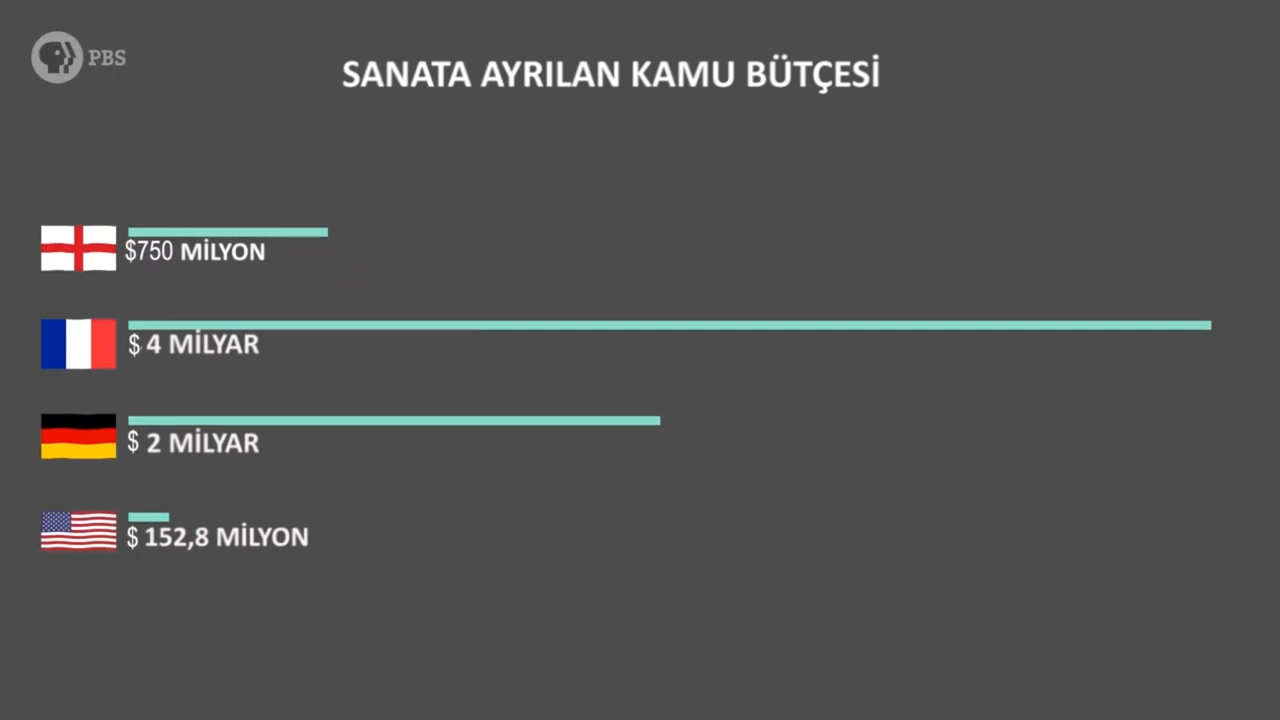 PBS
SANATA AYRILAN KAMU BÜTÇESİ
$750 MİLYON
$ 4 MİLYAR
$ 2 MİLYAR
$ 152,8 MİLYON